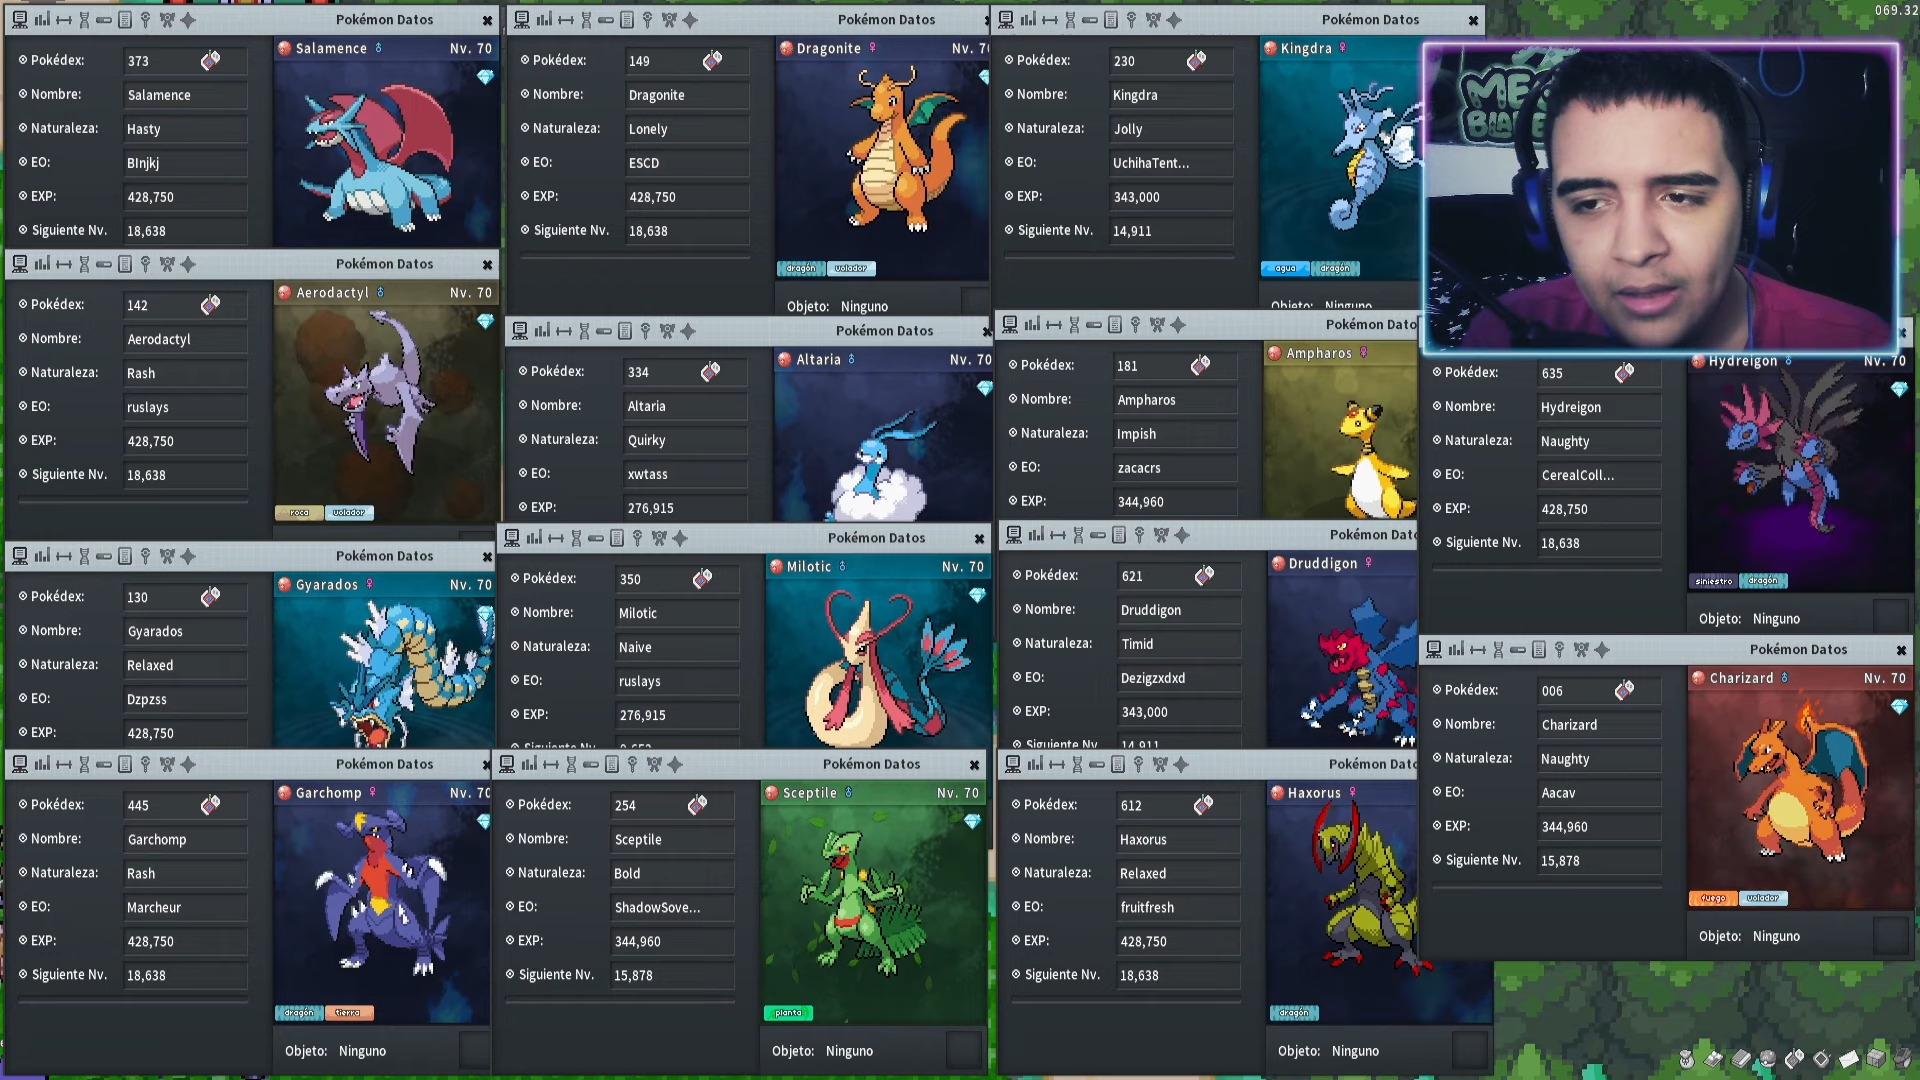 069.32
Pokémon Datos
Pokédex: 373
Nombre: Salamence
Naturaleza: Hasty
EO: BInjkj
EXP: 428,750
Siguiente Nv. 18,638
Salamence Nv. 70
Pokémon Datos
Pokédex: 149
Nombre: Dragonite
Naturaleza: Lonely
EO: ESCD
EXP: 428,750
Siguiente Nv. 18,638
Dragonite Nv. 70
dragón volador
Objeto: Ninguno
Pokémon Datos
Pokédex: 230
Nombre: Kingdra
Naturaleza: Jolly
EO: UchihaTent...
EXP: 343,000
Siguiente Nv. 14,911
Kingdra
agua dragón
Objeto: Ninguno
Pokémon Datos
Pokédex: 142
Nombre: Aerodactyl
Naturaleza: Rash
EO: ruslays
EXP: 428,750
Siguiente Nv. 18,638
Aerodactyl Nv. 70
roca volador
Pokémon Datos
Pokédex: 334
Nombre: Altaria
Naturaleza: Quirky
EO: xwtass
EXP: 276,915
Altaria Nv. 70
Pokémon Dato
Pokédex: 181
Nombre: Ampharos
Naturaleza: Impish
EO: zacacrs
EXP: 344,960
Ampharos
Pokédex: 635
Nombre: Hydreigon
Naturaleza: Naughty
EO: CerealColl...
EXP: 428,750
Siguiente Nv. 18,638
Hydreigon Nv. 70
siniestro dragón
Objeto: Ninguno
Pokémon Datos
Pokédex: 130
Nombre: Gyarados
Naturaleza: Relaxed
EO: Dzpzss
EXP: 428,750
Gyarados Nv. 70
Pokémon Datos
Pokédex: 350
Nombre: Milotic
Naturaleza: Naive
EO: ruslays
EXP: 276,915
Milotic Nv. 70
Pokémon Dato
Pokédex: 621
Nombre: Druddigon
Naturaleza: Timid
EO: Dezigzxdxd
EXP: 343,000
Siguiente Nv. 14,911
Druddigon
Pokémon Datos
Pokédex: 006
Nombre: Charizard
Naturaleza: Naughty
EO: Aacav
EXP: 344,960
Siguiente Nv. 15,878
Charizard Nv. 70
fuego volador
Objeto: Ninguno
Pokémon Datos
Pokédex: 445
Nombre: Garchomp
Naturaleza: Rash
EO: Marcheur
EXP: 428,750
Siguiente Nv. 18,638
Garchomp Nv. 70
dragón tierra
Objeto: Ninguno
Pokémon Datos
Pokédex: 254
Nombre: Sceptile
Naturaleza: Bold
EO: ShadowSove...
EXP: 344,960
Siguiente Nv. 15,878
Sceptile Nv. 70
planta
Objeto: Ninguno
Pokémon Dato
Pokédex: 612
Nombre: Haxorus
Naturaleza: Relaxed
EO: fruitfresh
EXP: 428,750
Siguiente Nv. 18,638
Haxorus
dragón
Objeto: Ninguno